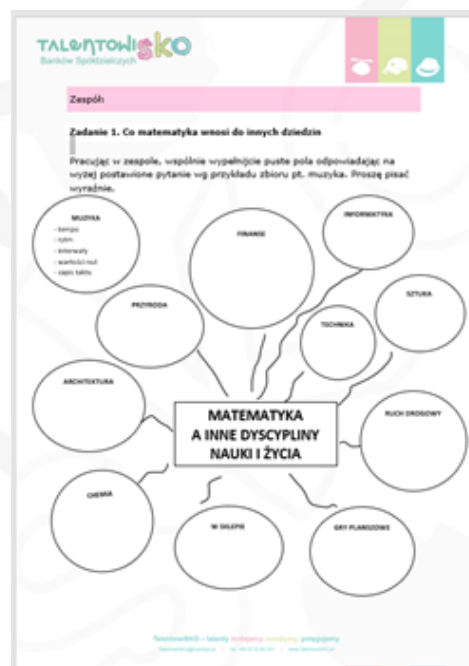 TALENTOWISKO
Banków Spółdzielczych
Zespół:
Zadanie 1. Co matematyka wnosi do innych dziedzin
Pracując w zespole, wspólnie wypełnijcie puste pola odpowiadając na
wyżej postawione pytanie wg przykładu zbioru pt. muzyka. Proszę pisać
wyraźnie.
MUZYKA
- tempo
- rytm
- interwały
- wartości nut
- zapis taktu
FINANSE
INFORMATYKA
PRZYRODA
TECHNIKA
SZTUKA
ARCHITEKTURA
MATEMATYKA
A INNE DYSCYPLINY
NAUKI I ŻYCIA
RUCH DROGOWY
CHEMIA
W SKLEPIE
GRY PLANSZOWE
TalentowiSKO – talenty